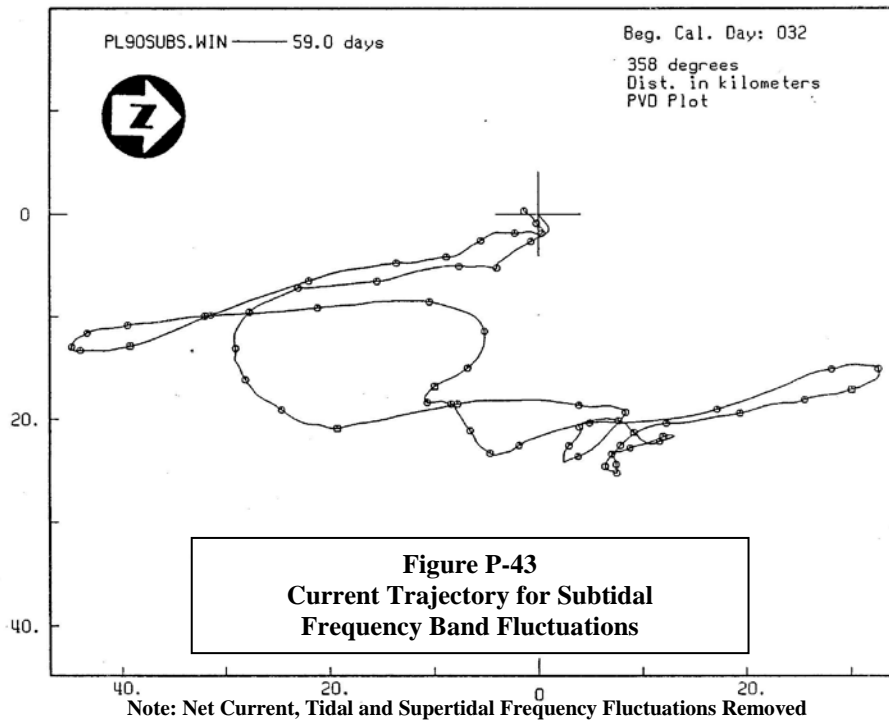 PL90SUBS.WIN 59.0 days
Beg. Cal. Day: 032
358 degrees
Dist. in kilometers
PVD Plot
Z
0
20.
40.
40. 20. 0 20.
Figure P-43
Current Trajectory for Subtidal
Frequency Band Fluctuations
Note: Net Current, Tidal and Supertidal Frequency Fluctuations Removed